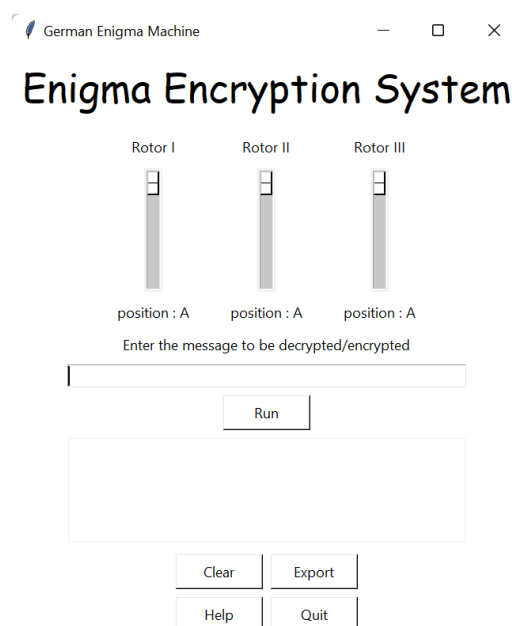 German Enigma Machine
Enigma Encryption System
Rotor I Rotor II Rotor III
position : A position : A position : A
Enter the message to be decrypted/encrypted
Run
Clear Export
Help Quit